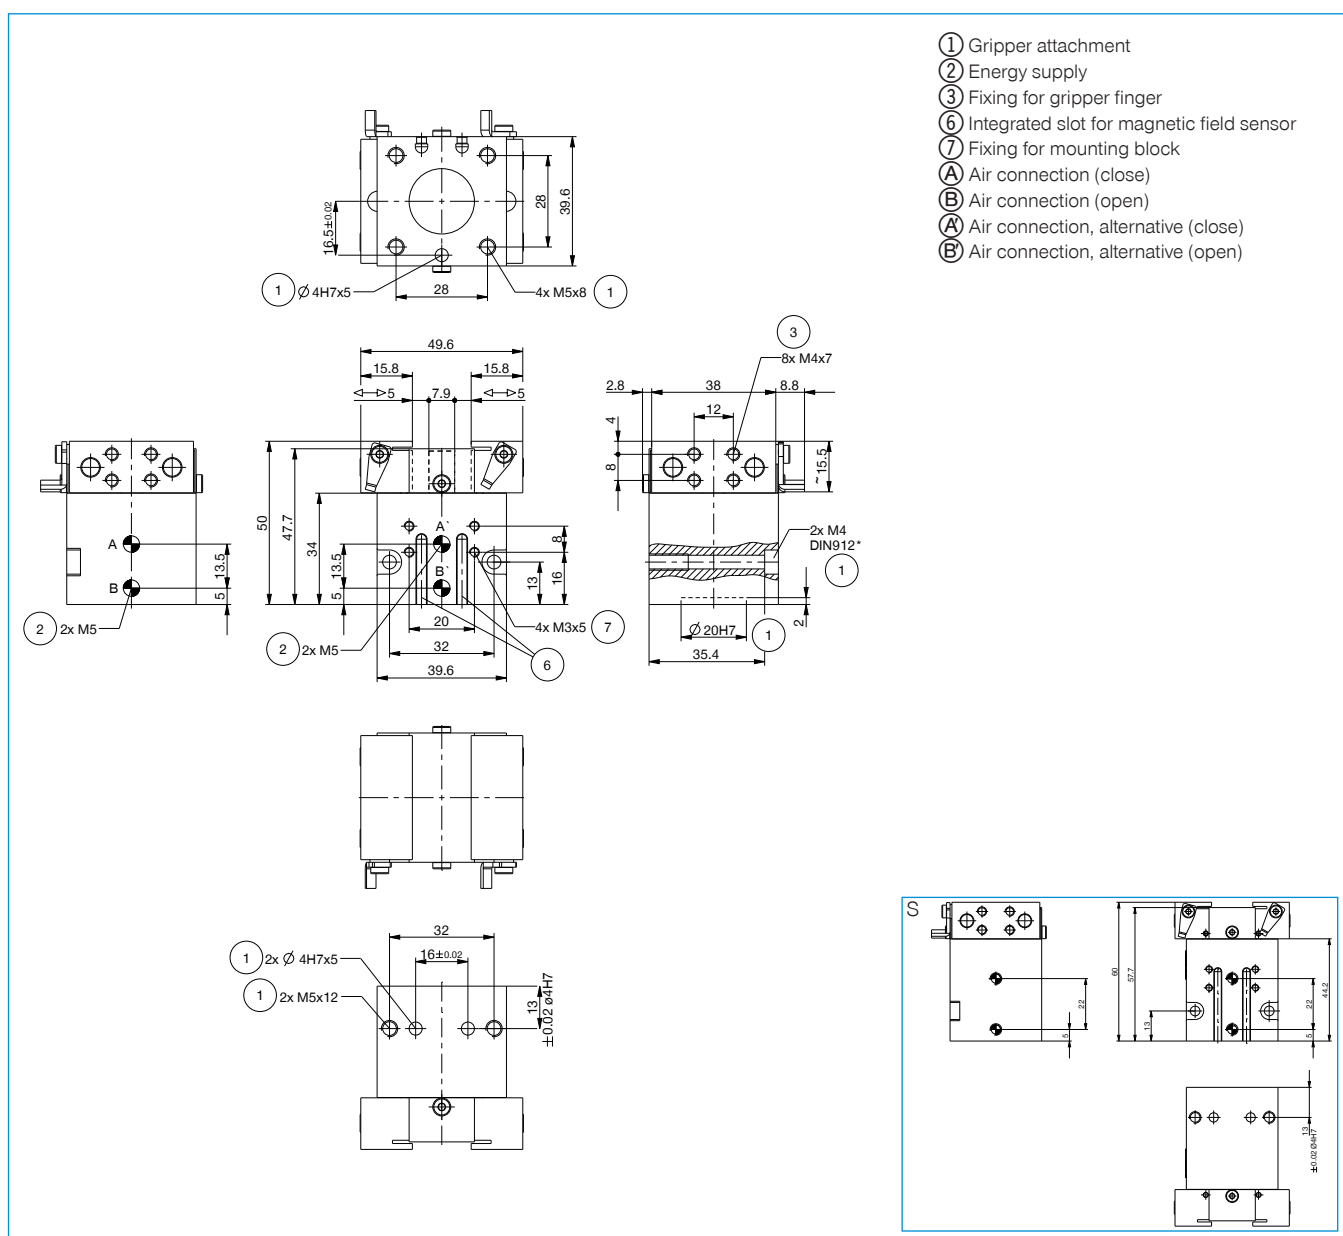 ① Gripper attachment
② Energy supply
③ Fixing for gripper finger
⑥ Integrated slot for magnetic field sensor
⑦ Fixing for mounting block
Ⓐ Air connection (close)
Ⓑ Air connection (open)
A' Air connection, alternative (close)
B' Air connection, alternative (open)
16.5±0.02
28
39.6
1 Ø 4H7x5
28
4x M5x8 1
49.6
15.8 15.8
5 7.9 5
50
47.7
34
13.5
5
A`
B`
8
16
13
20
32
39.6
2 2x M5
4x M3x5 7
6
A
B
13.5
5
2 2x M5
3
8x M4x7
2.8 38 8.8
12
4
8
~15.5
2x M4
DIN912*
1
Ø 20H7 1
2
35.4
32
1 2x Ø 4H7x5
16±0.02
1 2x M5x12
13
±0.02 ø4H7
S
22
5
60
57.7
13
22
5
44.2
13
±0.02 Ø4H7